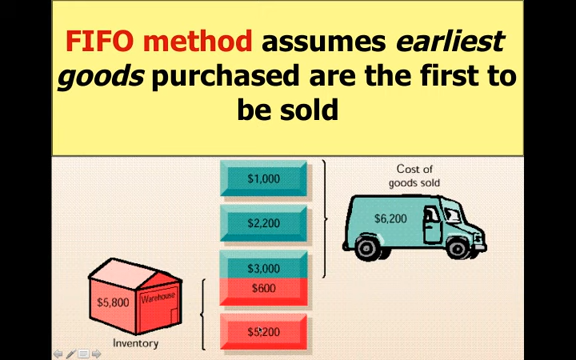 FIFO method assumes earliest
goods purchased are the first to
be sold
$1,000
Cost of
goods sold
$2,200
$6,200
$3,000
$600
$5,800
Warehouse
$5,200
Inventory